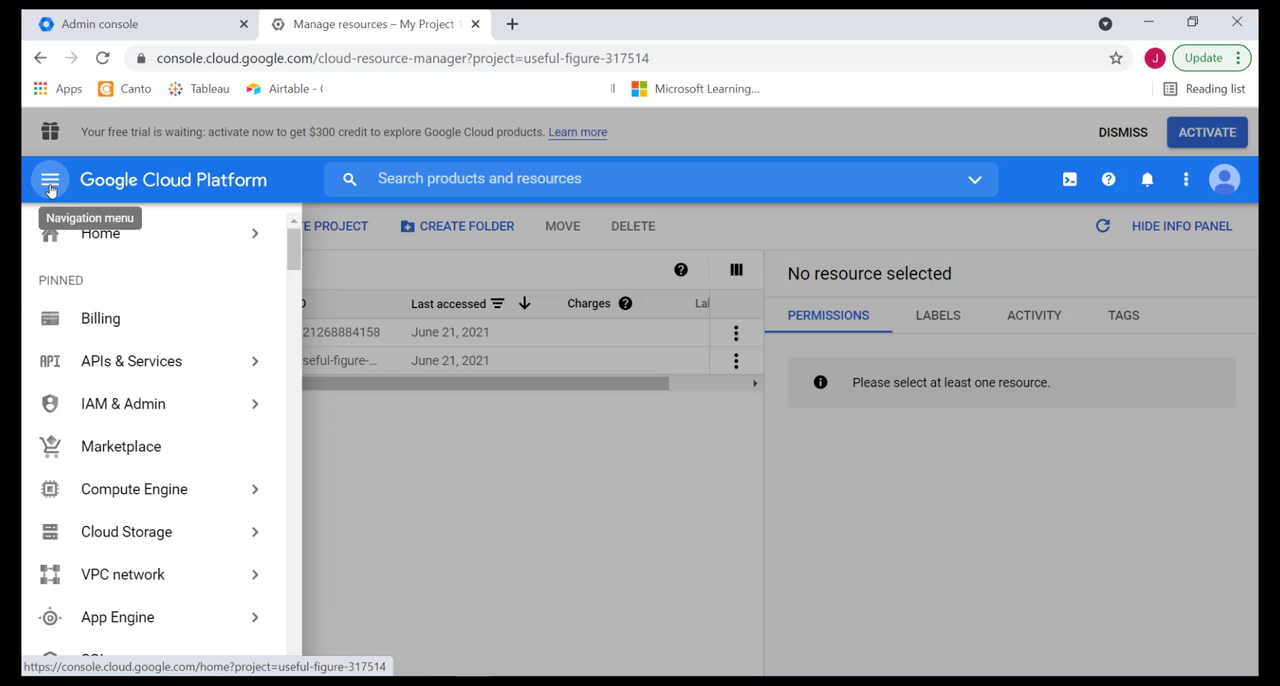 Admin console
Manage resources – My Project 1
console.cloud.google.com/cloud-resource-manager?project=useful-figure-317514
J
Update
Apps
Canto
Tableau
Airtable - (
Microsoft Learning...
Reading list
Your free trial is waiting: activate now to get $300 credit to explore Google Cloud products. Learn more
DISMISS
ACTIVATE
Google Cloud Platform
Search products and resources
Navigation menu
Home
PINNED
Billing
API APIs & Services
IAM & Admin
Marketplace
Compute Engine
Cloud Storage
VPC network
App Engine
https://console.cloud.google.com/home?project=useful-figure-317514
E PROJECT
CREATE FOLDER
MOVE
DELETE
HIDE INFO PANEL
Last accessed
Charges
La
21268884158
June 21, 2021
seful-figure-...
June 21, 2021
No resource selected
PERMISSIONS
LABELS
ACTIVITY
TAGS
Please select at least one resource.